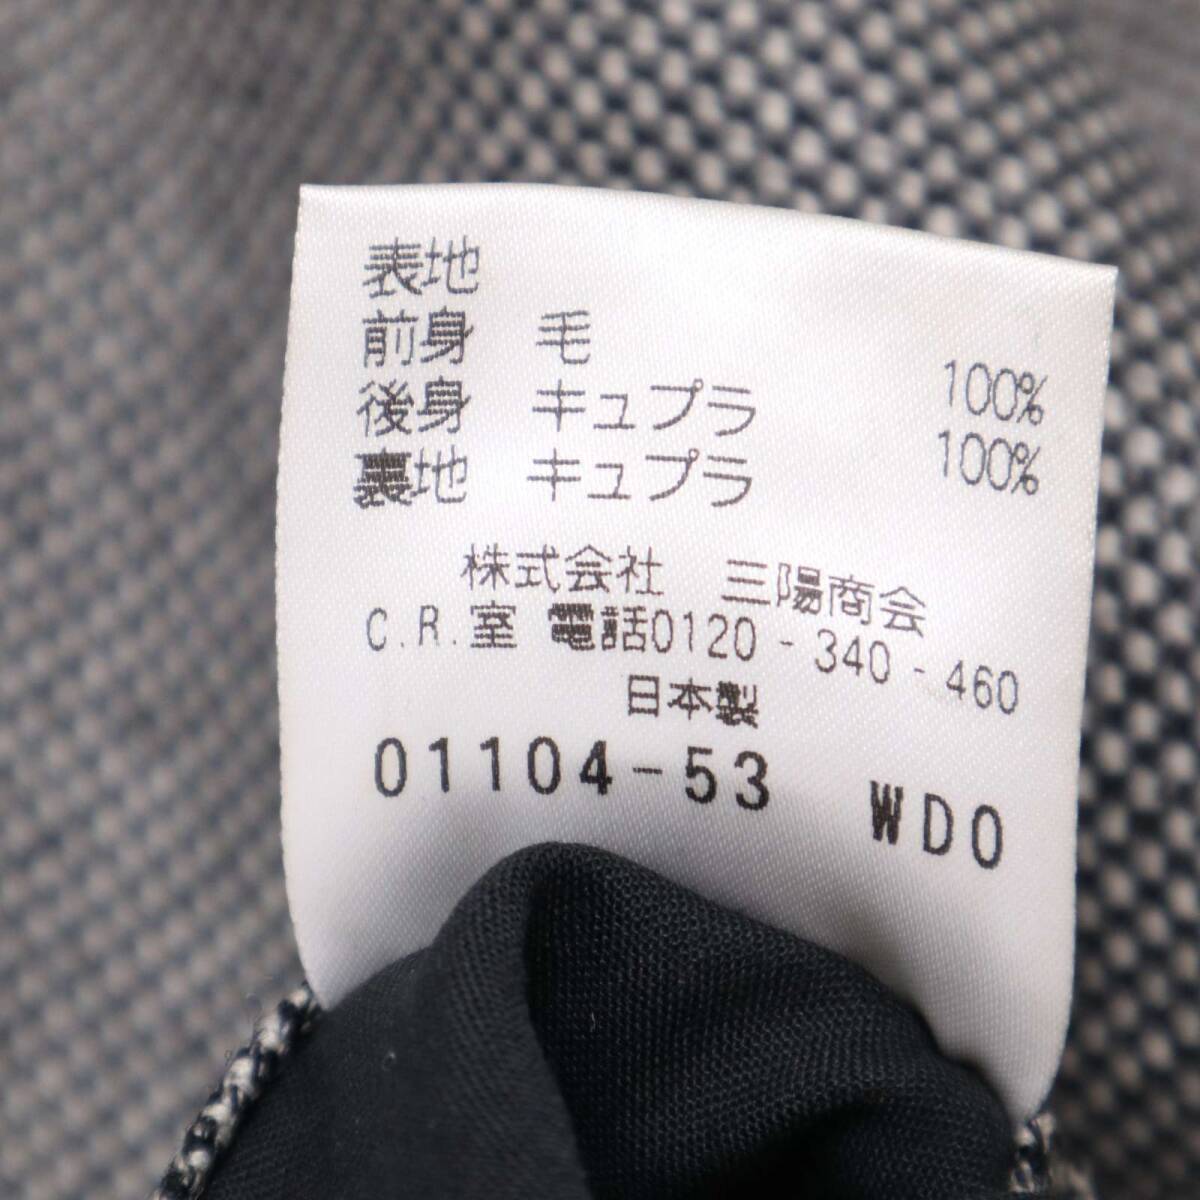 表地
前身 毛 100%
後身 キュプラ 100%
裏地 キュプラ
株式会社 三陽商会
C.R.室 電話0120-340-460
日本製
01104-53 WDO